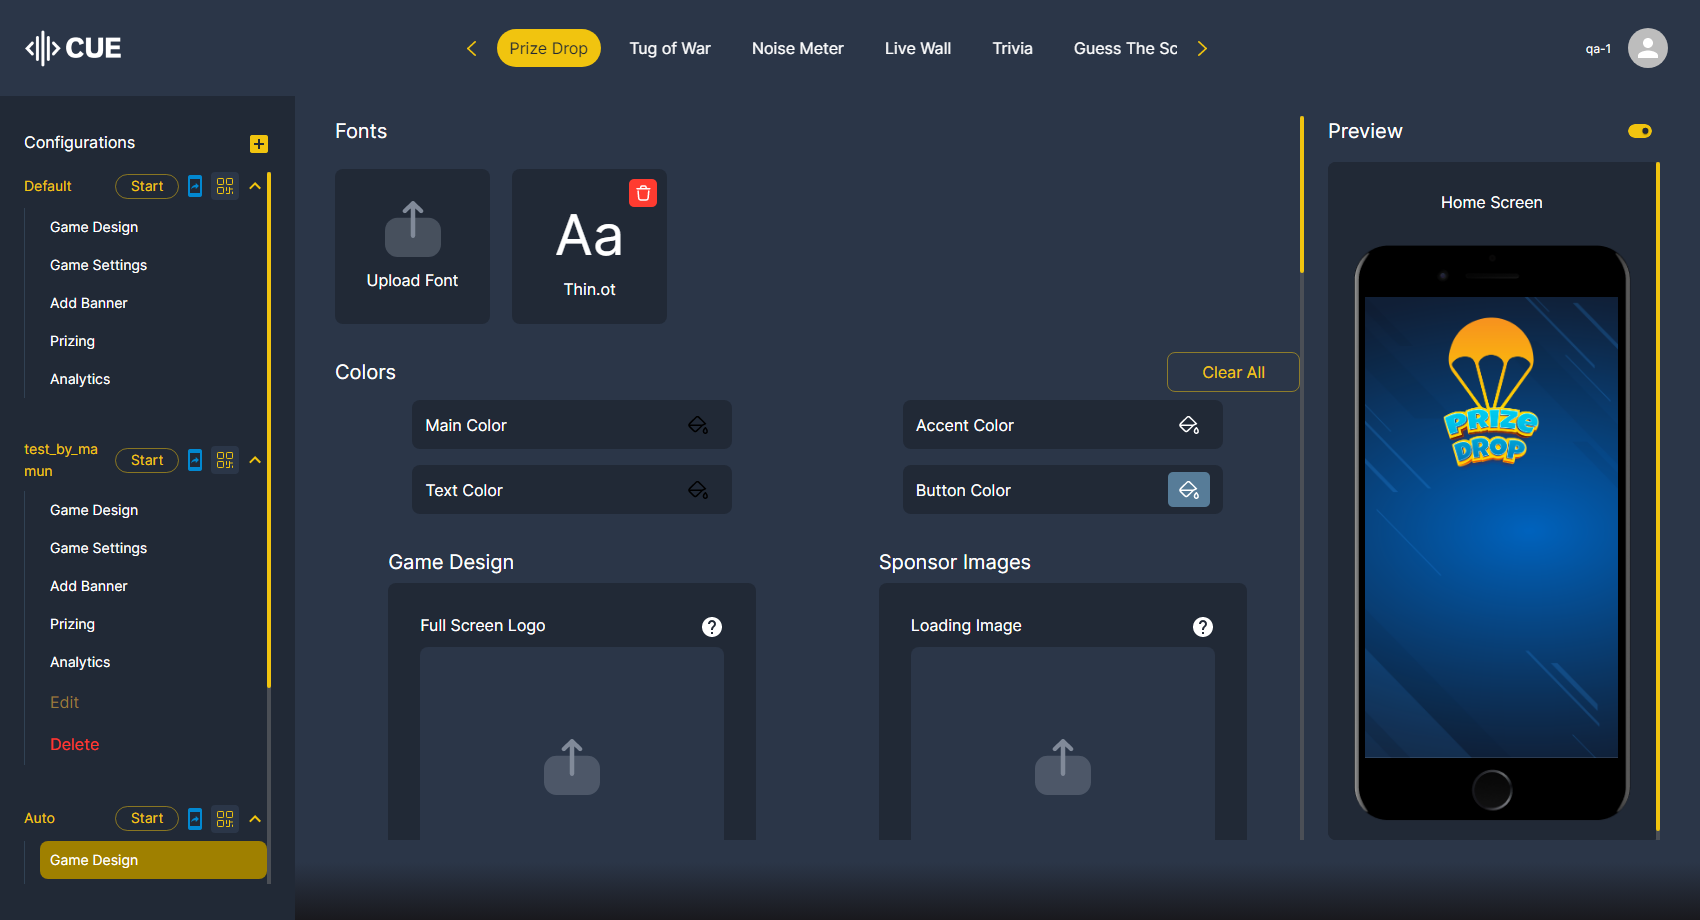 CUE
Prize Drop
Tug of War
Noise Meter
Live Wall
Trivia
Guess The Sc
qa-1
Configurations
Default
Start
Game Design
Game Settings
Add Banner
Prizing
Analytics
test_by_ma
mun
Start
Game Design
Game Settings
Add Banner
Prizing
Analytics
Edit
Delete
Auto
Start
Game Design
Fonts
Upload Font
Aa
Thin.ot
Colors
Clear All
Main Color
Accent Color
Text Color
Button Color
Game Design
Sponsor Images
Full Screen Logo
?
Loading Image
?
Preview
Home Screen
PRIZE
DROP